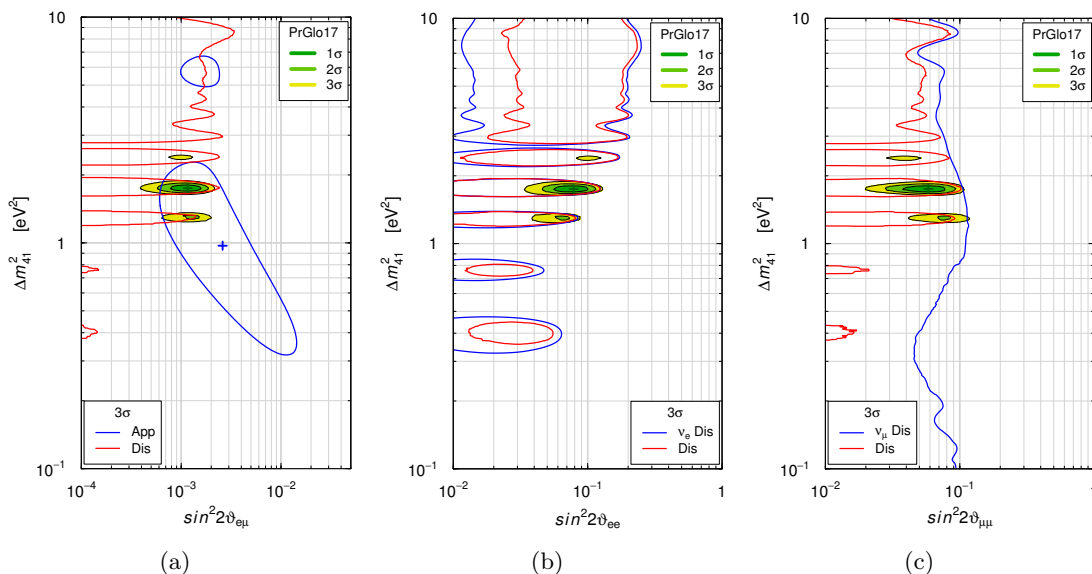 10
1
10⁻¹
Δm²₄₁ [eV²]
PrGlo17
1σ
2σ
3σ
3σ
App
Dis
10⁻⁴
10⁻³
10⁻²
sin²2ϑeμ
(a)
10
1
10⁻¹
Δm²₄₁ [eV²]
PrGlo17
1σ
2σ
3σ
3σ
νe Dis
Dis
10⁻²
10⁻¹
1
sin²2ϑee
(b)
10
1
10⁻¹
Δm²₄₁ [eV²]
PrGlo17
1σ
2σ
3σ
3σ
νμ Dis
Dis
10⁻²
10⁻¹
1
sin²2ϑμμ
(c)